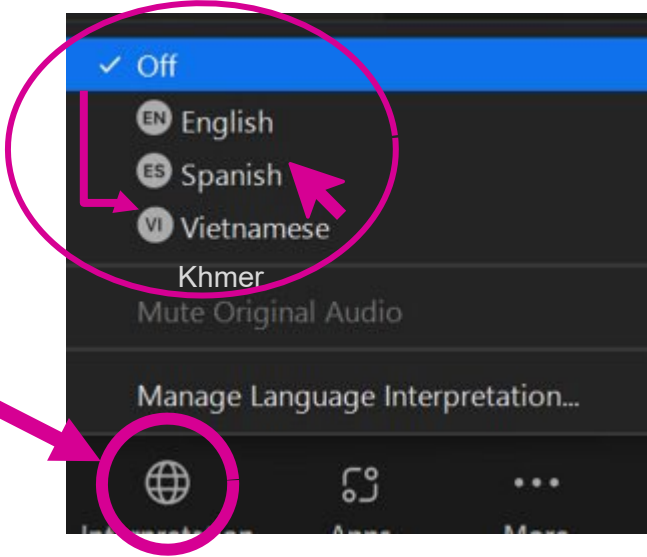 Off
EN English
ES Spanish
VI Vietnamese
Khmer
Mute Original Audio
Manage Language Interpretation...